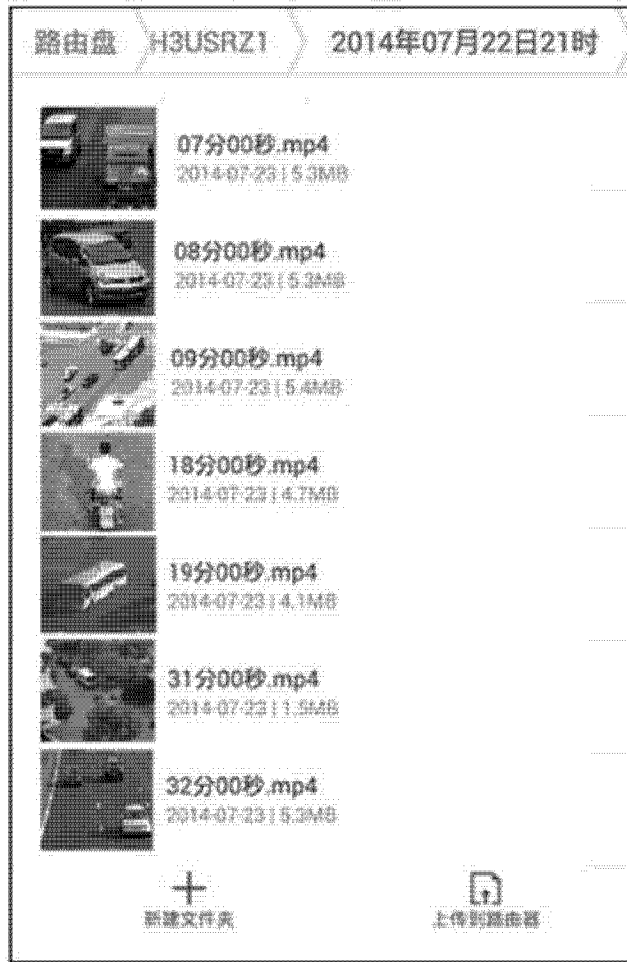 路由盘 H3USRZ1 2014年07月22日21时
07分00秒.mp4
2014-07-23 | 5.3MB
08分00秒.mp4
2014-07-23 | 5.3MB
09分00秒.mp4
2014-07-23 | 5.4MB
18分00秒.mp4
2014-07-23 | 4.7MB
19分00秒.mp4
2014-07-23 | 4.1MB
31分00秒.mp4
2014-07-23 | 1.5MB
32分00秒.mp4
2014-07-23 | 5.3MB
新建文件夹 上传到路由器